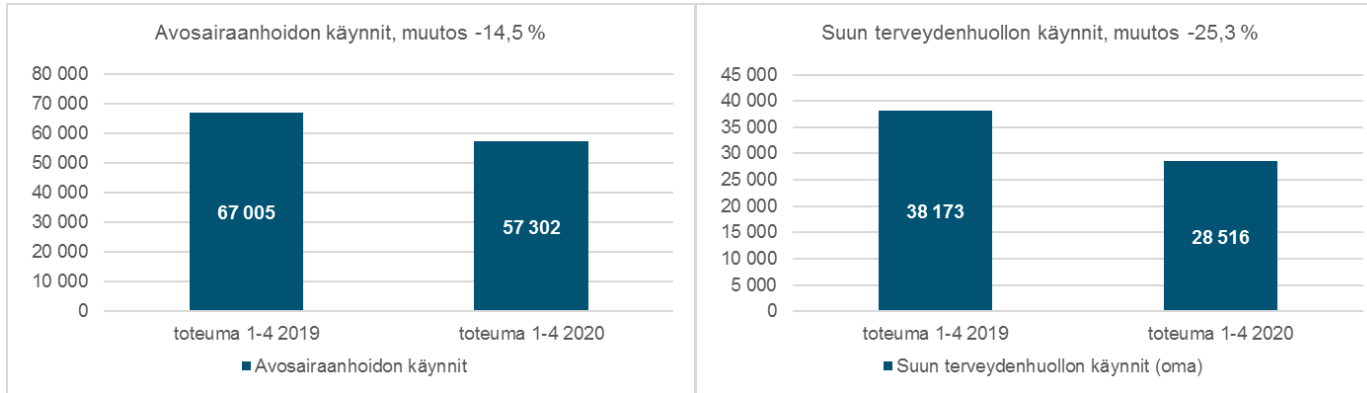 Avosairaanhoidon käynnit, muutos -14,5 %
80 000
70 000
60 000
50 000
40 000
30 000
20 000
10 000
0
67 005
57 302
toteuma 1-4 2019
toteuma 1-4 2020
Avosairaanhoidon käynnit
Suun terveydenhuollon käynnit, muutos -25,3 %
45 000
40 000
35 000
30 000
25 000
20 000
15 000
10 000
5 000
0
38 173
28 516
toteuma 1-4 2019
toteuma 1-4 2020
Suun terveydenhuollon käynnit (oma)